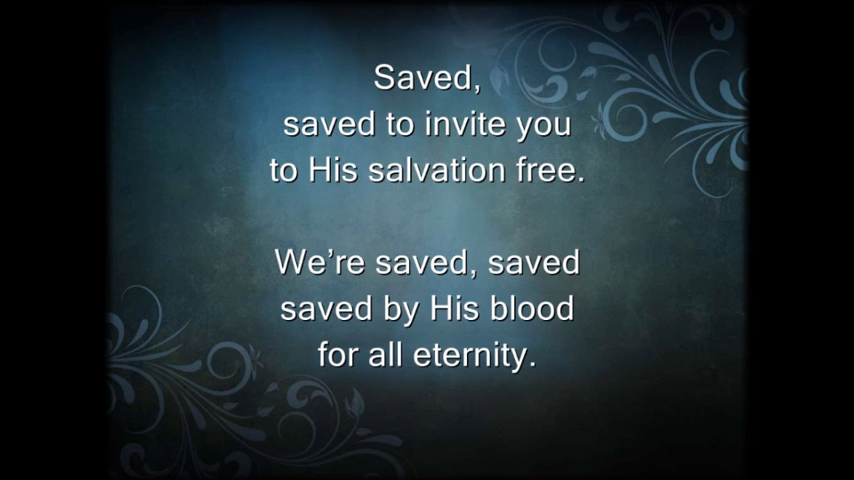 Saved,
saved to invite you
to His salvation free.
We’re saved, saved
saved by His blood
for all eternity.